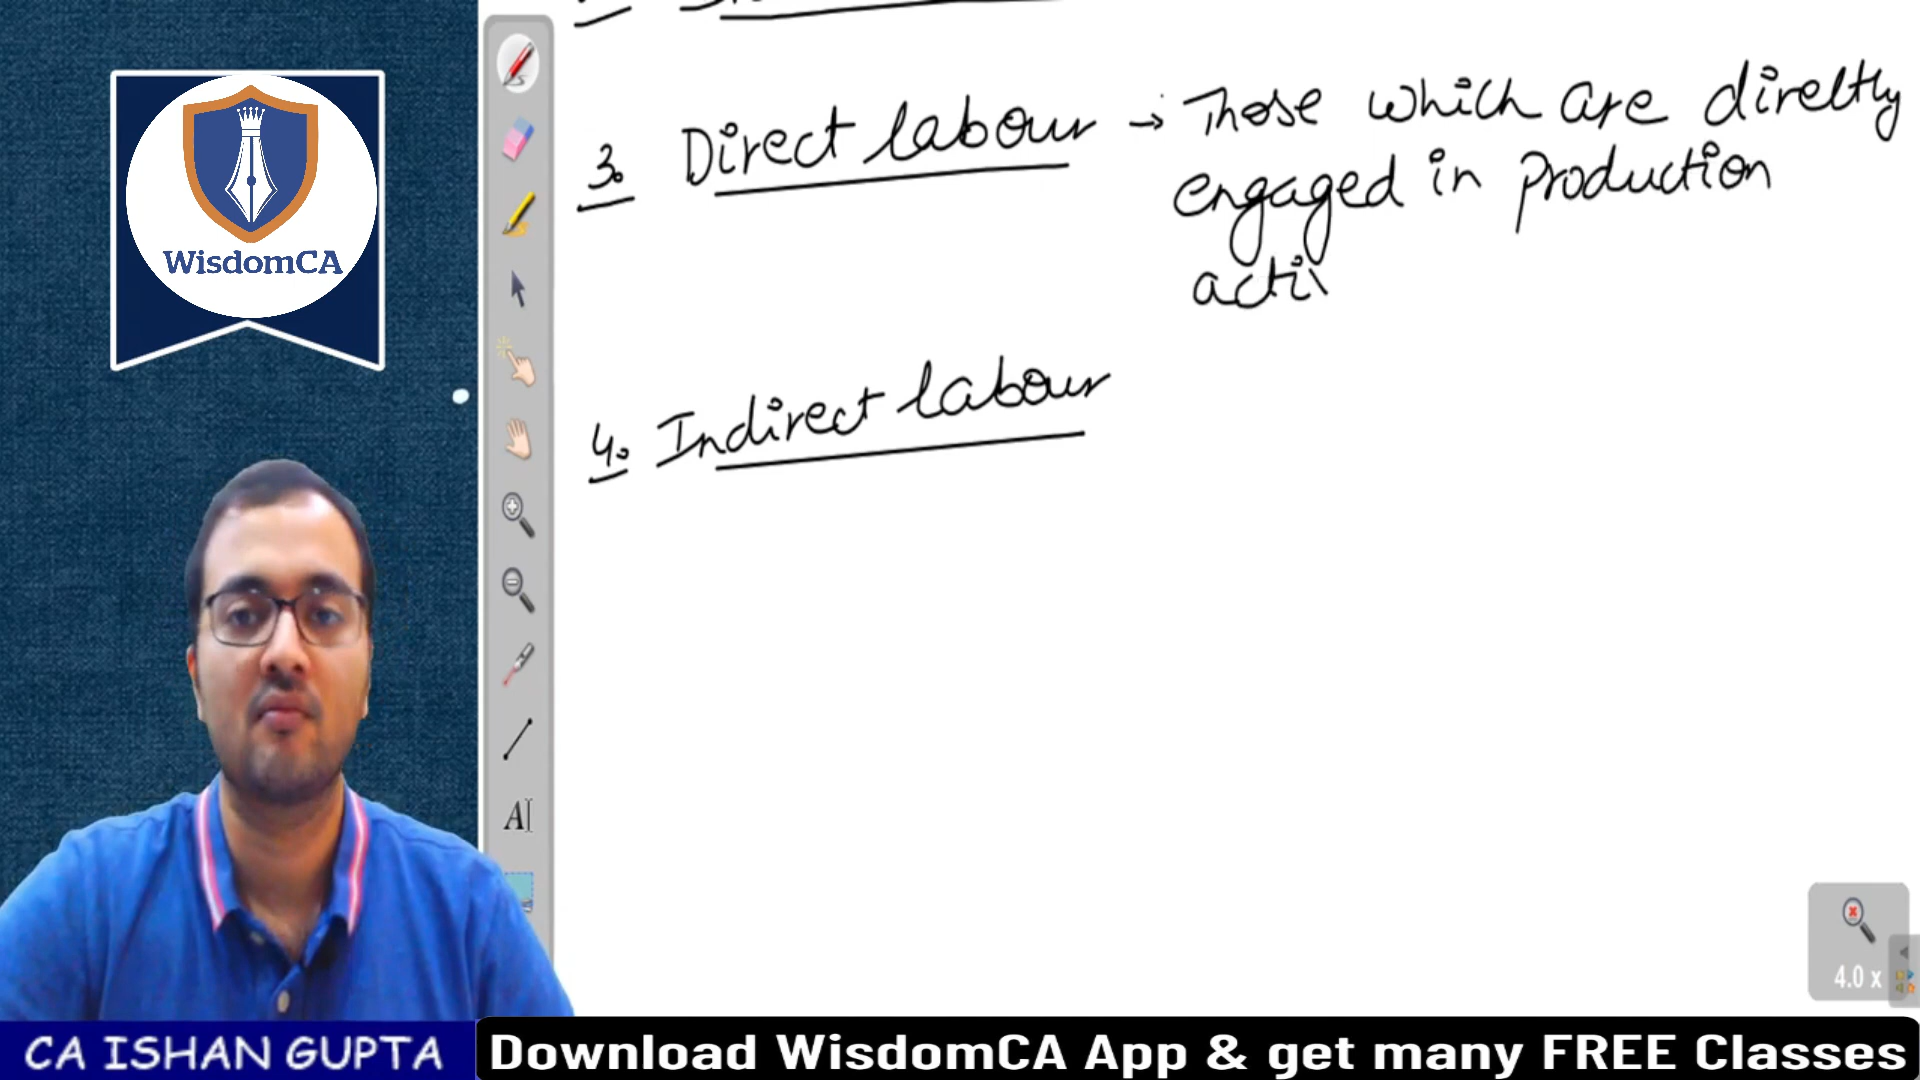 WisdomCA
3. Direct labour → Those which are directly
engaged in production
acti
4. Indirect labour
A
4.0 x
CA ISHAN GUPTA
Download WisdomCA App & get many FREE Classes